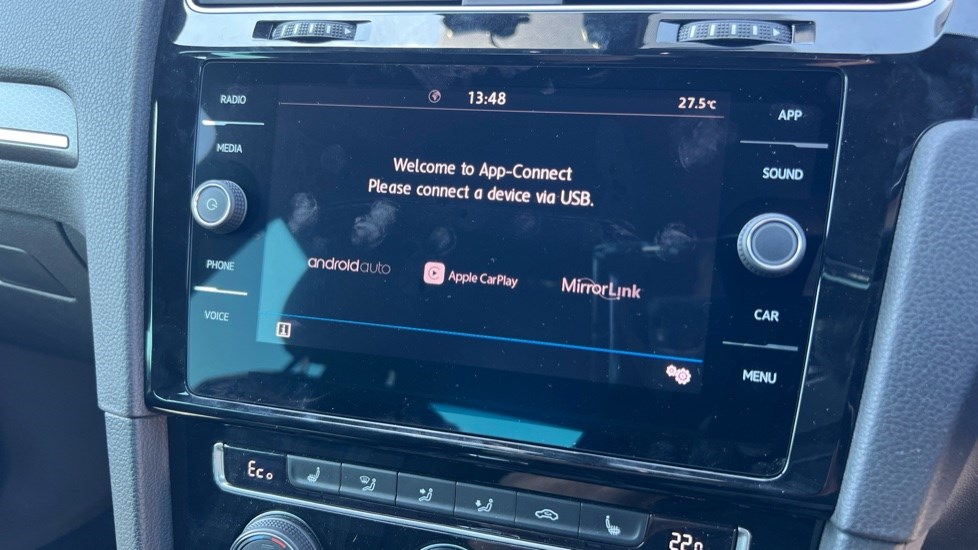 RADIO
MEDIA
PHONE
VOICE
13:48
27.5°C
Welcome to App-Connect
Please connect a device via USB.
androidauto
Apple CarPlay
MirrorLink
APP
SOUND
CAR
MENU
Eco
22.0